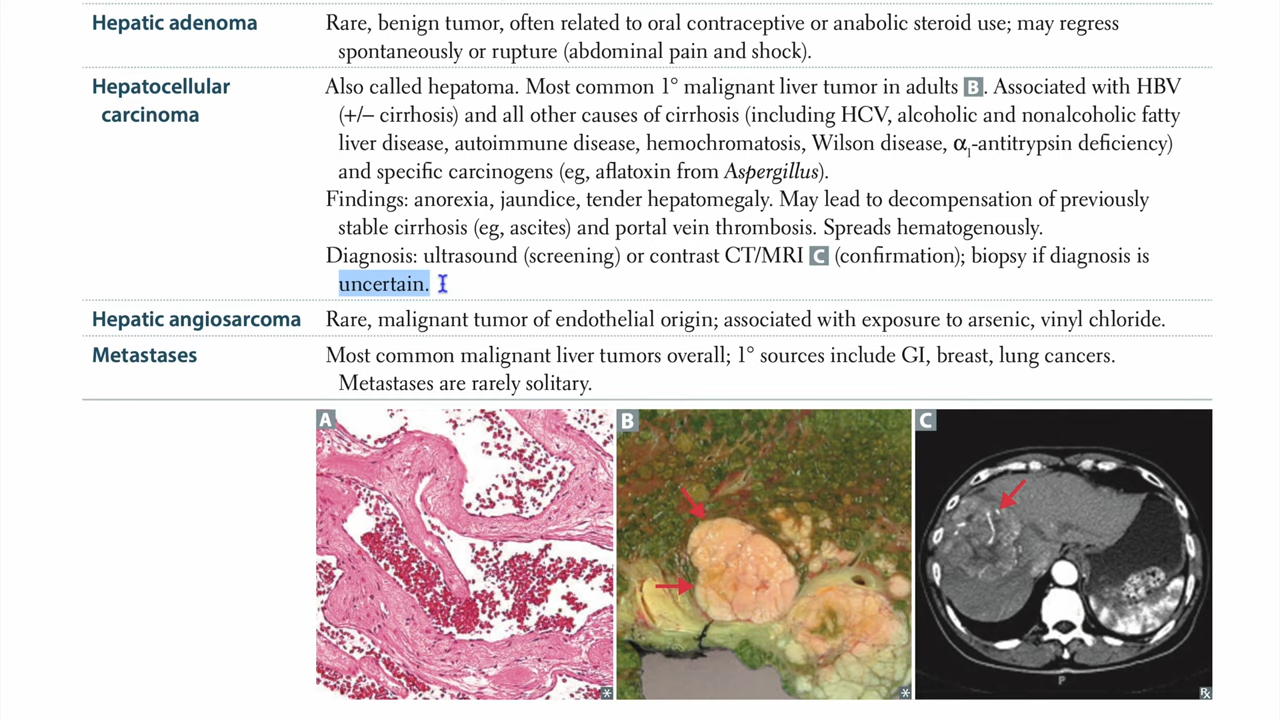 Hepatic adenoma
Rare, benign tumor, often related to oral contraceptive or anabolic steroid use; may regress
spontaneously or rupture (abdominal pain and shock).
Hepatocellular
carcinoma
Also called hepatoma. Most common 1° malignant liver tumor in adults B. Associated with HBV
(+/– cirrhosis) and all other causes of cirrhosis (including HCV, alcoholic and nonalcoholic fatty
liver disease, autoimmune disease, hemochromatosis, Wilson disease, α₁-antitrypsin deficiency)
and specific carcinogens (eg, aflatoxin from Aspergillus).
Findings: anorexia, jaundice, tender hepatomegaly. May lead to decompensation of previously
stable cirrhosis (eg, ascites) and portal vein thrombosis. Spreads hematogenously.
Diagnosis: ultrasound (screening) or contrast CT/MRI C (confirmation); biopsy if diagnosis is
uncertain.
Hepatic angiosarcoma
Rare, malignant tumor of endothelial origin; associated with exposure to arsenic, vinyl chloride.
Metastases
Most common malignant liver tumors overall; 1° sources include GI, breast, lung cancers.
Metastases are rarely solitary.
A
B
C
P
*
*
Rx